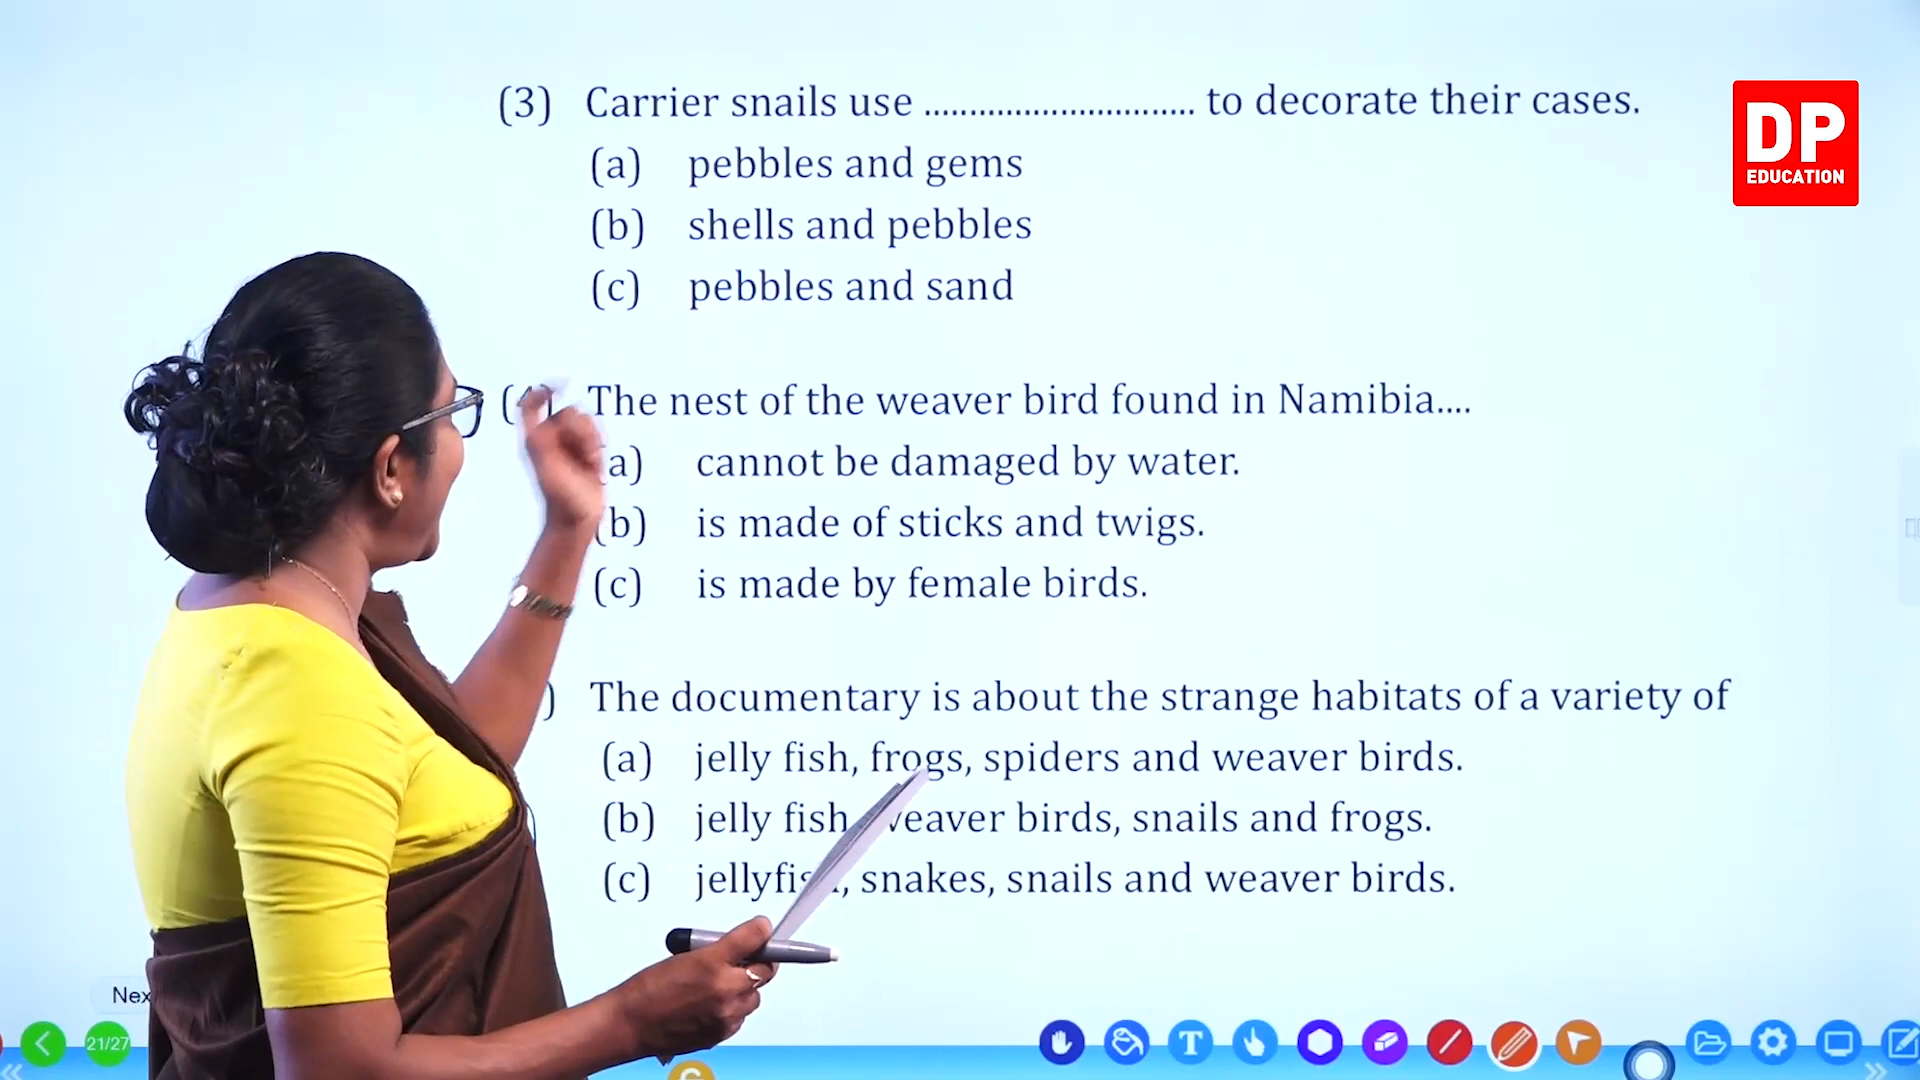 (3) Carrier snails use .............................. to decorate their cases.
(a) pebbles and gems
(b) shells and pebbles
(c) pebbles and sand
The nest of the weaver bird found in Namibia....
a) cannot be damaged by water.
(b) is made of sticks and twigs.
(c) is made by female birds.
) The documentary is about the strange habitats of a variety of
(a) jelly fish, frogs, spiders and weaver birds.
(b) jelly fish, weaver birds, snails and frogs.
(c) jellyfish, snakes, snails and weaver birds.
DP
EDUCATION
Nex
21/27
T